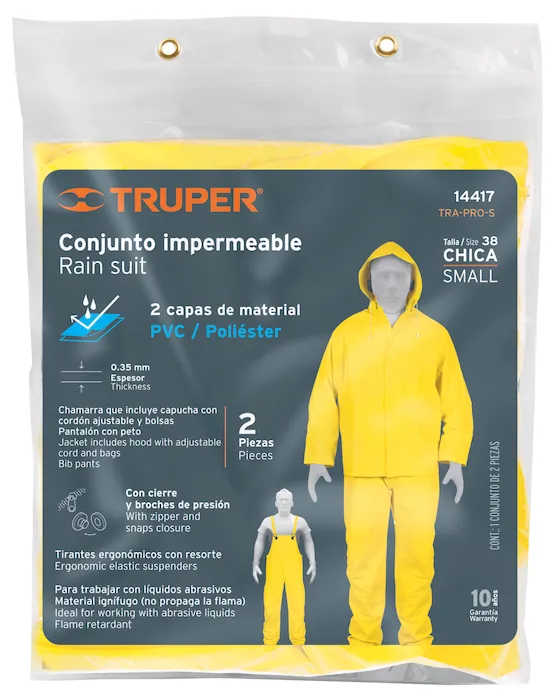 TRUPER®
14417
TRA-PRO-S
Conjunto impermeable
Rain suit
Talla / Size 38
CHICA
SMALL
2 capas de material
PVC / Poliéster
0.35 mm
Espesor
Thickness
Chamarra que incluye capucha con
cordón ajustable y bolsas
Pantalón con peto
Jacket includes hood with adjustable
cord and bags
Bib pants
2
Piezas
Pieces
Con cierre
y broches de presión
With zipper and
snaps closure
Tirantes ergonómicos con resorte
Ergonomic elastic suspenders
Para trabajar con líquidos abrasivos
Material ignífugo (no propaga la flama)
Ideal for working with abrasive liquids
Flame retardant
CONT.: 1 CONJUNTO DE 2 PIEZAS
10 años
Garantía
Warranty